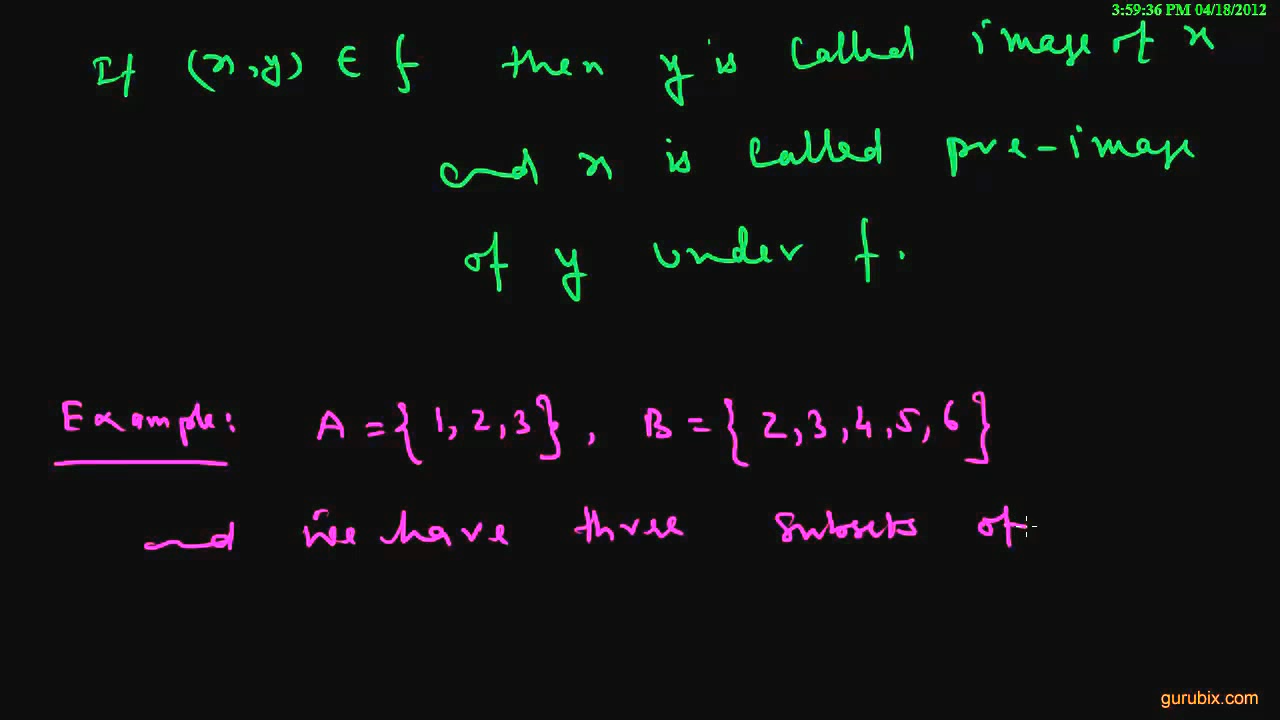 3:59:36 PM 04/18/2012
If (x,y) ∈ f then y is called image of x
and x is called pre-image
of y under f.
Example: A = {1, 2, 3}, B = {2, 3, 4, 5, 6}
and we have three subsets of
gurubix.com